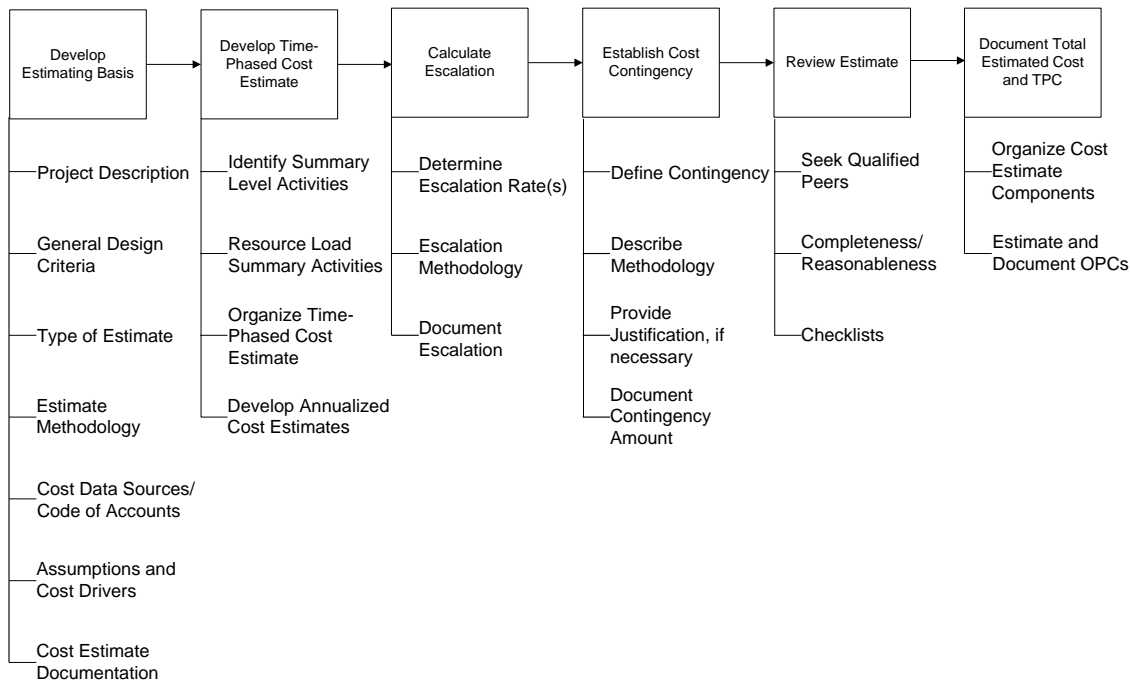 Develop
Estimating Basis
Develop Time-
Phased Cost
Estimate
Calculate
Escalation
Establish Cost
Contingency
Review Estimate
Document Total
Estimated Cost
and TPC
Project Description
General Design
Criteria
Type of Estimate
Estimate
Methodology
Cost Data Sources/
Code of Accounts
Assumptions and
Cost Drivers
Cost Estimate
Documentation
Identify Summary
Level Activities
Resource Load
Summary Activities
Organize Time-
Phased Cost
Estimate
Develop Annualized
Cost Estimates
Determine
Escalation Rate(s)
Escalation
Methodology
Document
Escalation
Define Contingency
Describe
Methodology
Provide
Justification, if
necessary
Document
Contingency
Amount
Seek Qualified
Peers
Completeness/
Reasonableness
Checklists
Organize Cost
Estimate
Components
Estimate and
Document OPCs